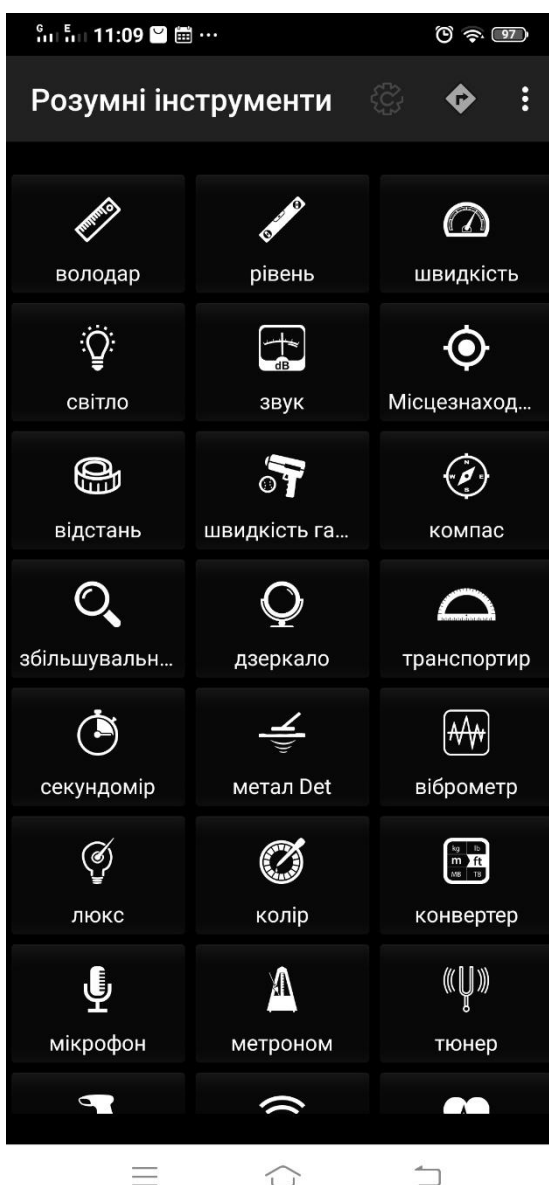 G E 11:09 97
Розумні інструменти
володар рівень швидкість
dB
світло звук Місцезнаход...
N
W E
S
відстань швидкість га... компас
збільшувальн... дзеркало транспортир
секундомір метал Det віброметр
kg lb
m ft
MB TB
люкс колір конвертер
мікрофон метроном тюнер